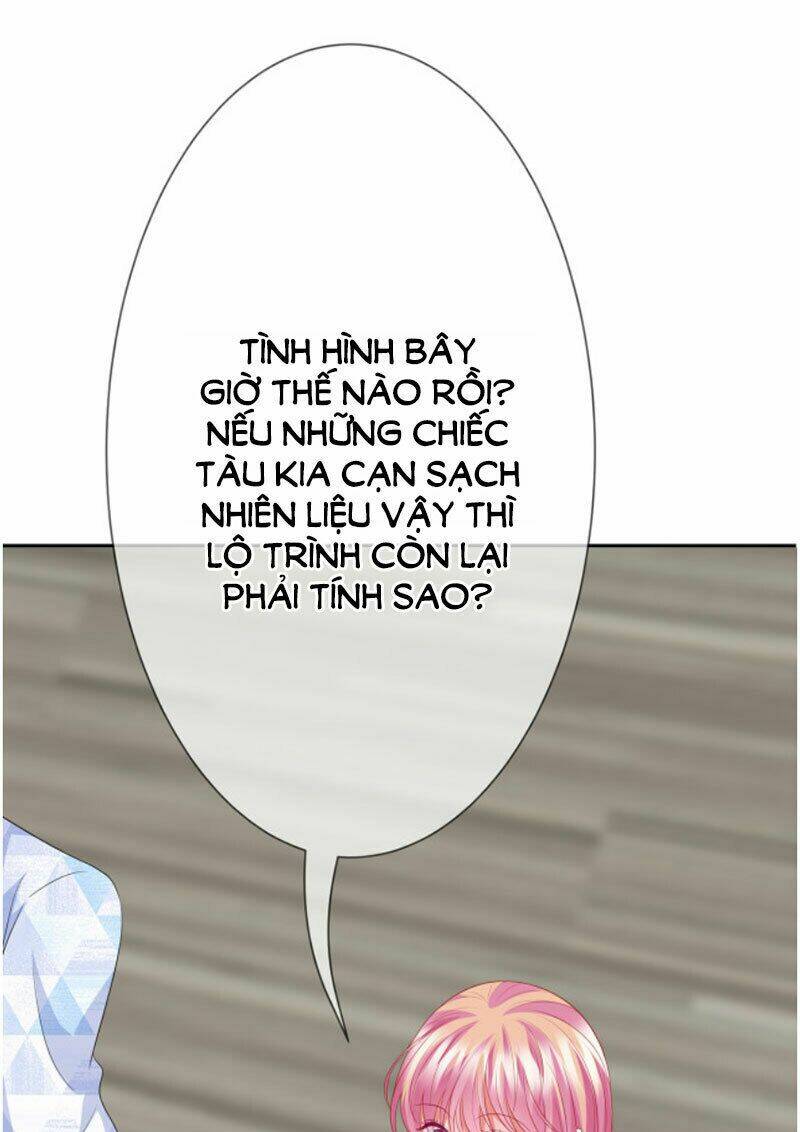 TÌNH HÌNH BÂY
GIỜ THẾ NÀO RỒI?
NẾU NHỮNG CHIẾC
TÀU KIA CẠN SẠCH
NHIÊN LIỆU VẬY THÌ
LỘ TRÌNH CÒN LẠI
PHẢI TÍNH SAO?